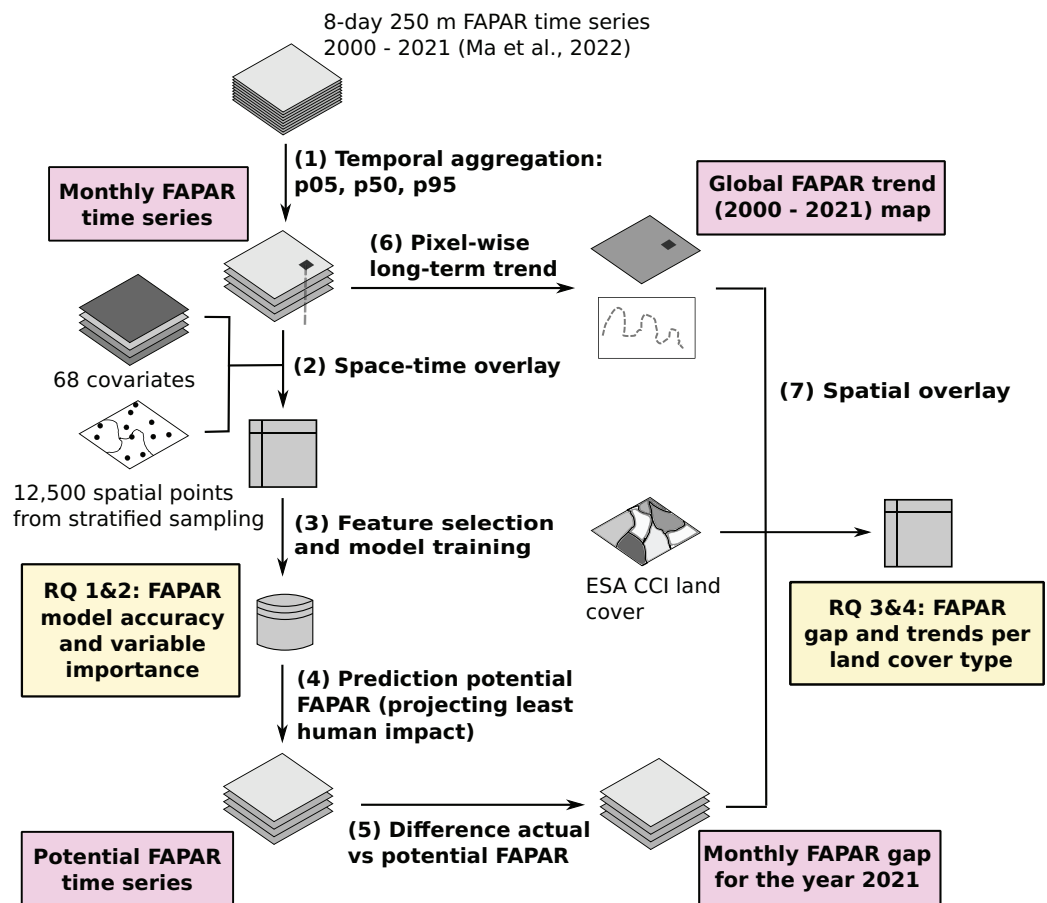 8-day 250 m FAPAR time series
2000 - 2021 (Ma et al., 2022)
(1) Temporal aggregation:
p05, p50, p95
Monthly FAPAR
time series
Global FAPAR trend
(2000 - 2021) map
(6) Pixel-wise
long-term trend
68 covariates
(2) Space-time overlay
(7) Spatial overlay
12,500 spatial points
from stratified sampling
(3) Feature selection
and model training
ESA CCI land
cover
RQ 1&2: FAPAR
model accuracy
and variable
importance
RQ 3&4: FAPAR
gap and trends per
land cover type
(4) Prediction potential
FAPAR (projecting least
human impact)
(5) Difference actual
vs potential FAPAR
Potential FAPAR
time series
Monthly FAPAR gap
for the year 2021